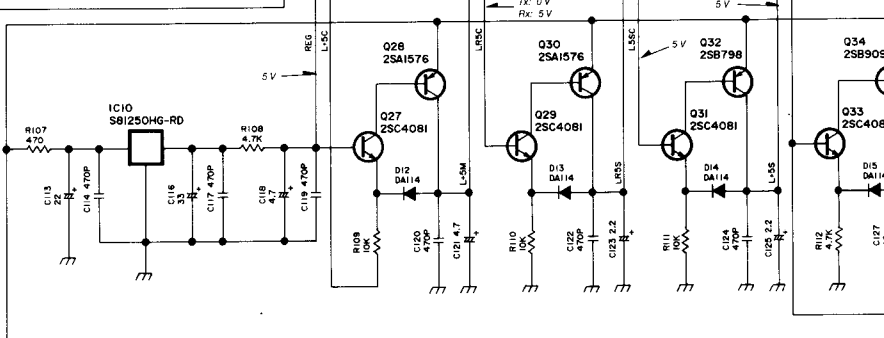 Tx: 0V
Rx: 5V
5V
REG
L+5C
LR5C
L5SC
5V
5V
Q28
2SA1576
Q30
2SA1576
Q32
2SB798
Q34
2SB909
IC10
S81250HG-RD
Q27
2SC4081
Q29
2SC4081
Q31
2SC4081
Q33
2SC408
R107
470
R108
4.7K
C113
22
C114 470P
C116
33
C117 470P
C118
4.7
C119 470P
D12
DA114
L+5M
D13
DA114
LR5S
D14
DA114
L+5S
D15
DA114
R109
10K
C120
470P
C121 4.7
R110
10K
C122
470P
C123 2.2
R111
10K
C124
470P
C125 2.2
R112
4.7K
C127